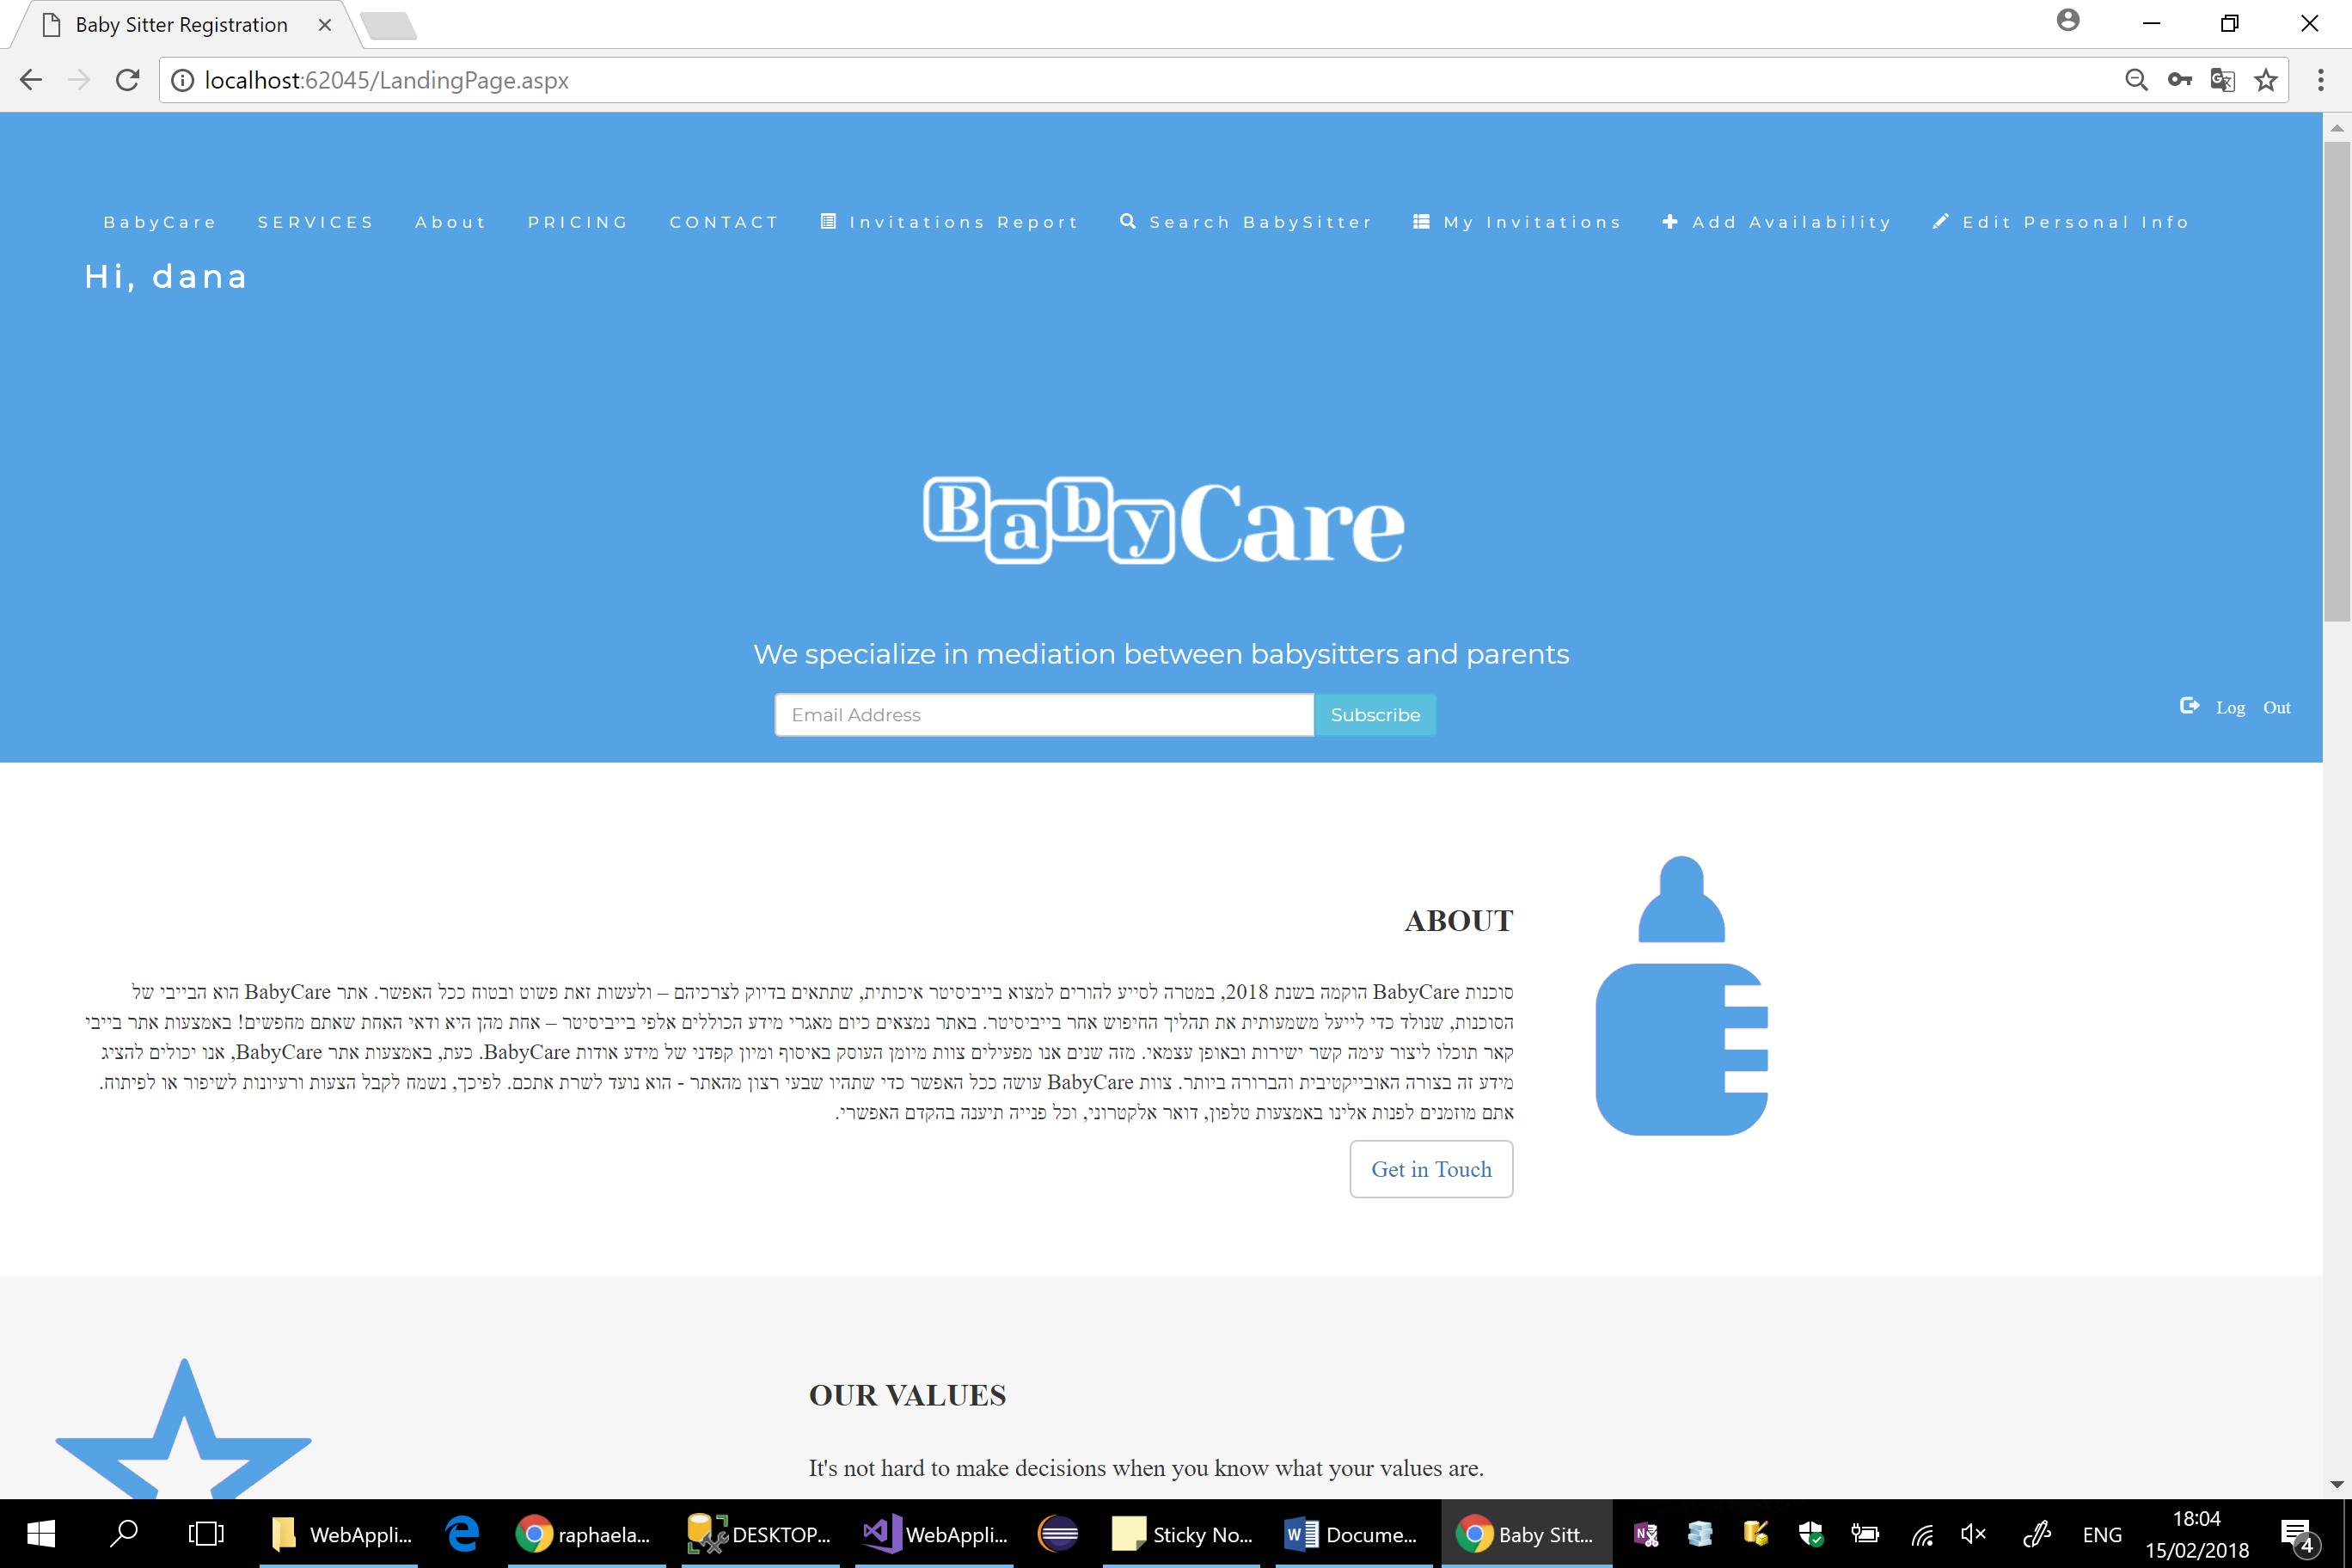 Baby Sitter Registration
localhost:62045/LandingPage.aspx
BabyCare SERVICES About PRICING CONTACT Invitations Report Search BabySitter My Invitations Add Availability Edit Personal Info
Hi, dana
BabyCare
We specialize in mediation between babysitters and parents
Email Address Subscribe
Log Out
ABOUT
סוכנות BabyCare הוקמה בשנת 2018, במטרה לסייע להורים למצוא בייביסיטר איכותית, שתתאים בדיוק לצרכיהם – ולעשות זאת פשוט ובטוח ככל האפשר. אתר BabyCare הוא הבייבי של
הסוכנות, שנולד כדי לייעל משמעותית את תהליך החיפוש אחר בייביסיטר. באתר נמצאים כיום מאגרי מידע הכוללים אלפי בייביסיטר – אחת מהן היא ודאי האחת שאתם מחפשים! באמצעות אתר בייבי
קאר תוכלו ליצור עימה קשר ישירות ובאופן עצמאי. מזה שנים אנו מפעילים צוות מיומן העוסק באיסוף ומיון קפדני של מידע אודות BabyCare. כעת, באמצעות אתר BabyCare, אנו יכולים להציג
מידע זה בצורה האובייקטיבית והברורה ביותר. צוות BabyCare עושה ככל האפשר כדי שתהיו שבעי רצון מהאתר - הוא נועד לשרת אתכם. לפיכך, נשמח לקבל הצעות ורעיונות לשיפור או לפיתוח.
אתם מוזמנים לפנות אלינו באמצעות טלפון, דואר אלקטרוני, וכל פנייה תיענה בהקדם האפשרי.
Get in Touch
OUR VALUES
It's not hard to make decisions when you know what your values are.
WebAppli... raphaela... DESKTOP... WebAppli... Sticky No... Docume... Baby Sitt... ENG
18:04
15/02/2018
4